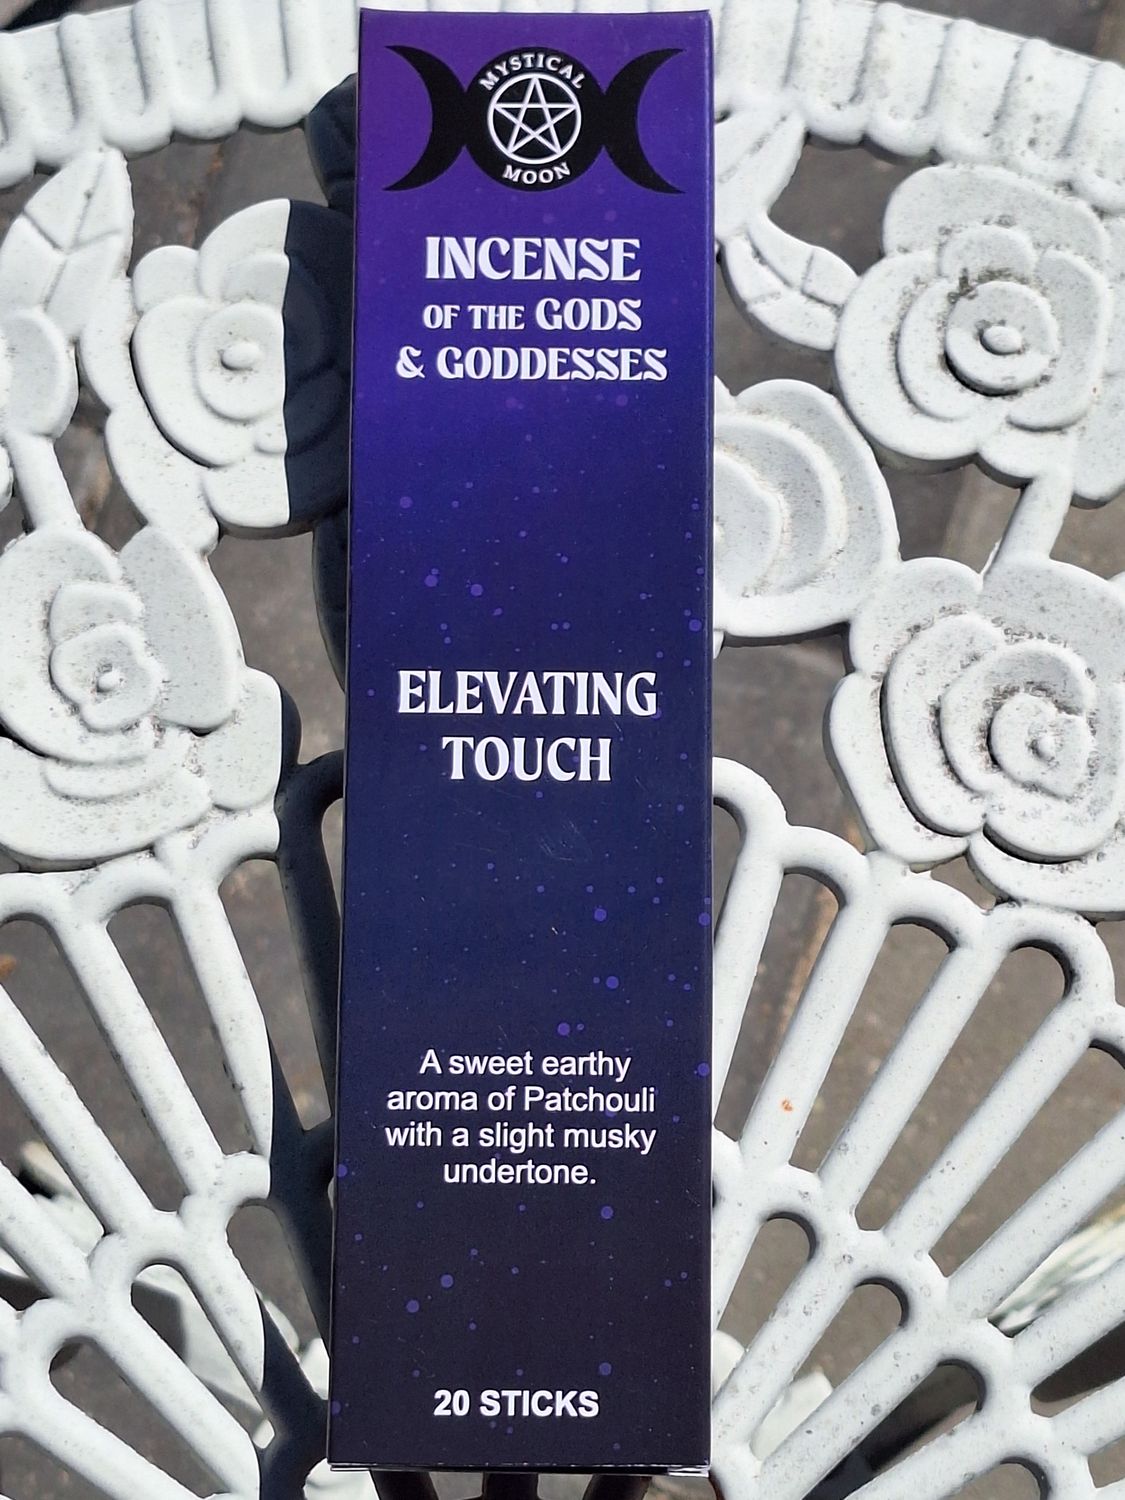 MYSTICAL
MOON
INCENSE
OF THE GODS
& GODDESSES
ELEVATING
TOUCH
A sweet earthy
aroma of Patchouli
with a slight musky
undertone.
20 STICKS